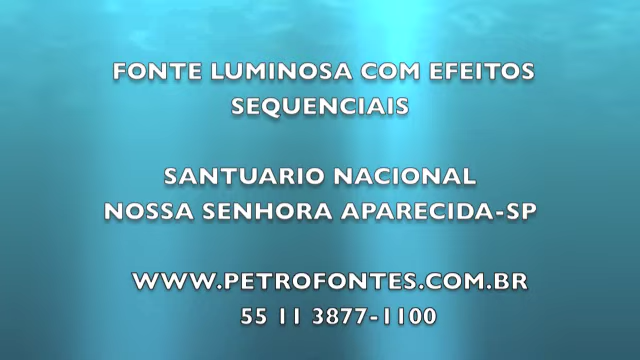 FONTE LUMINOSA COM EFEITOS
SEQUENCIAIS
SANTUARIO NACIONAL
NOSSA SENHORA APARECIDA-SP
WWW.PETROFONTES.COM.BR
55 11 3877-1100